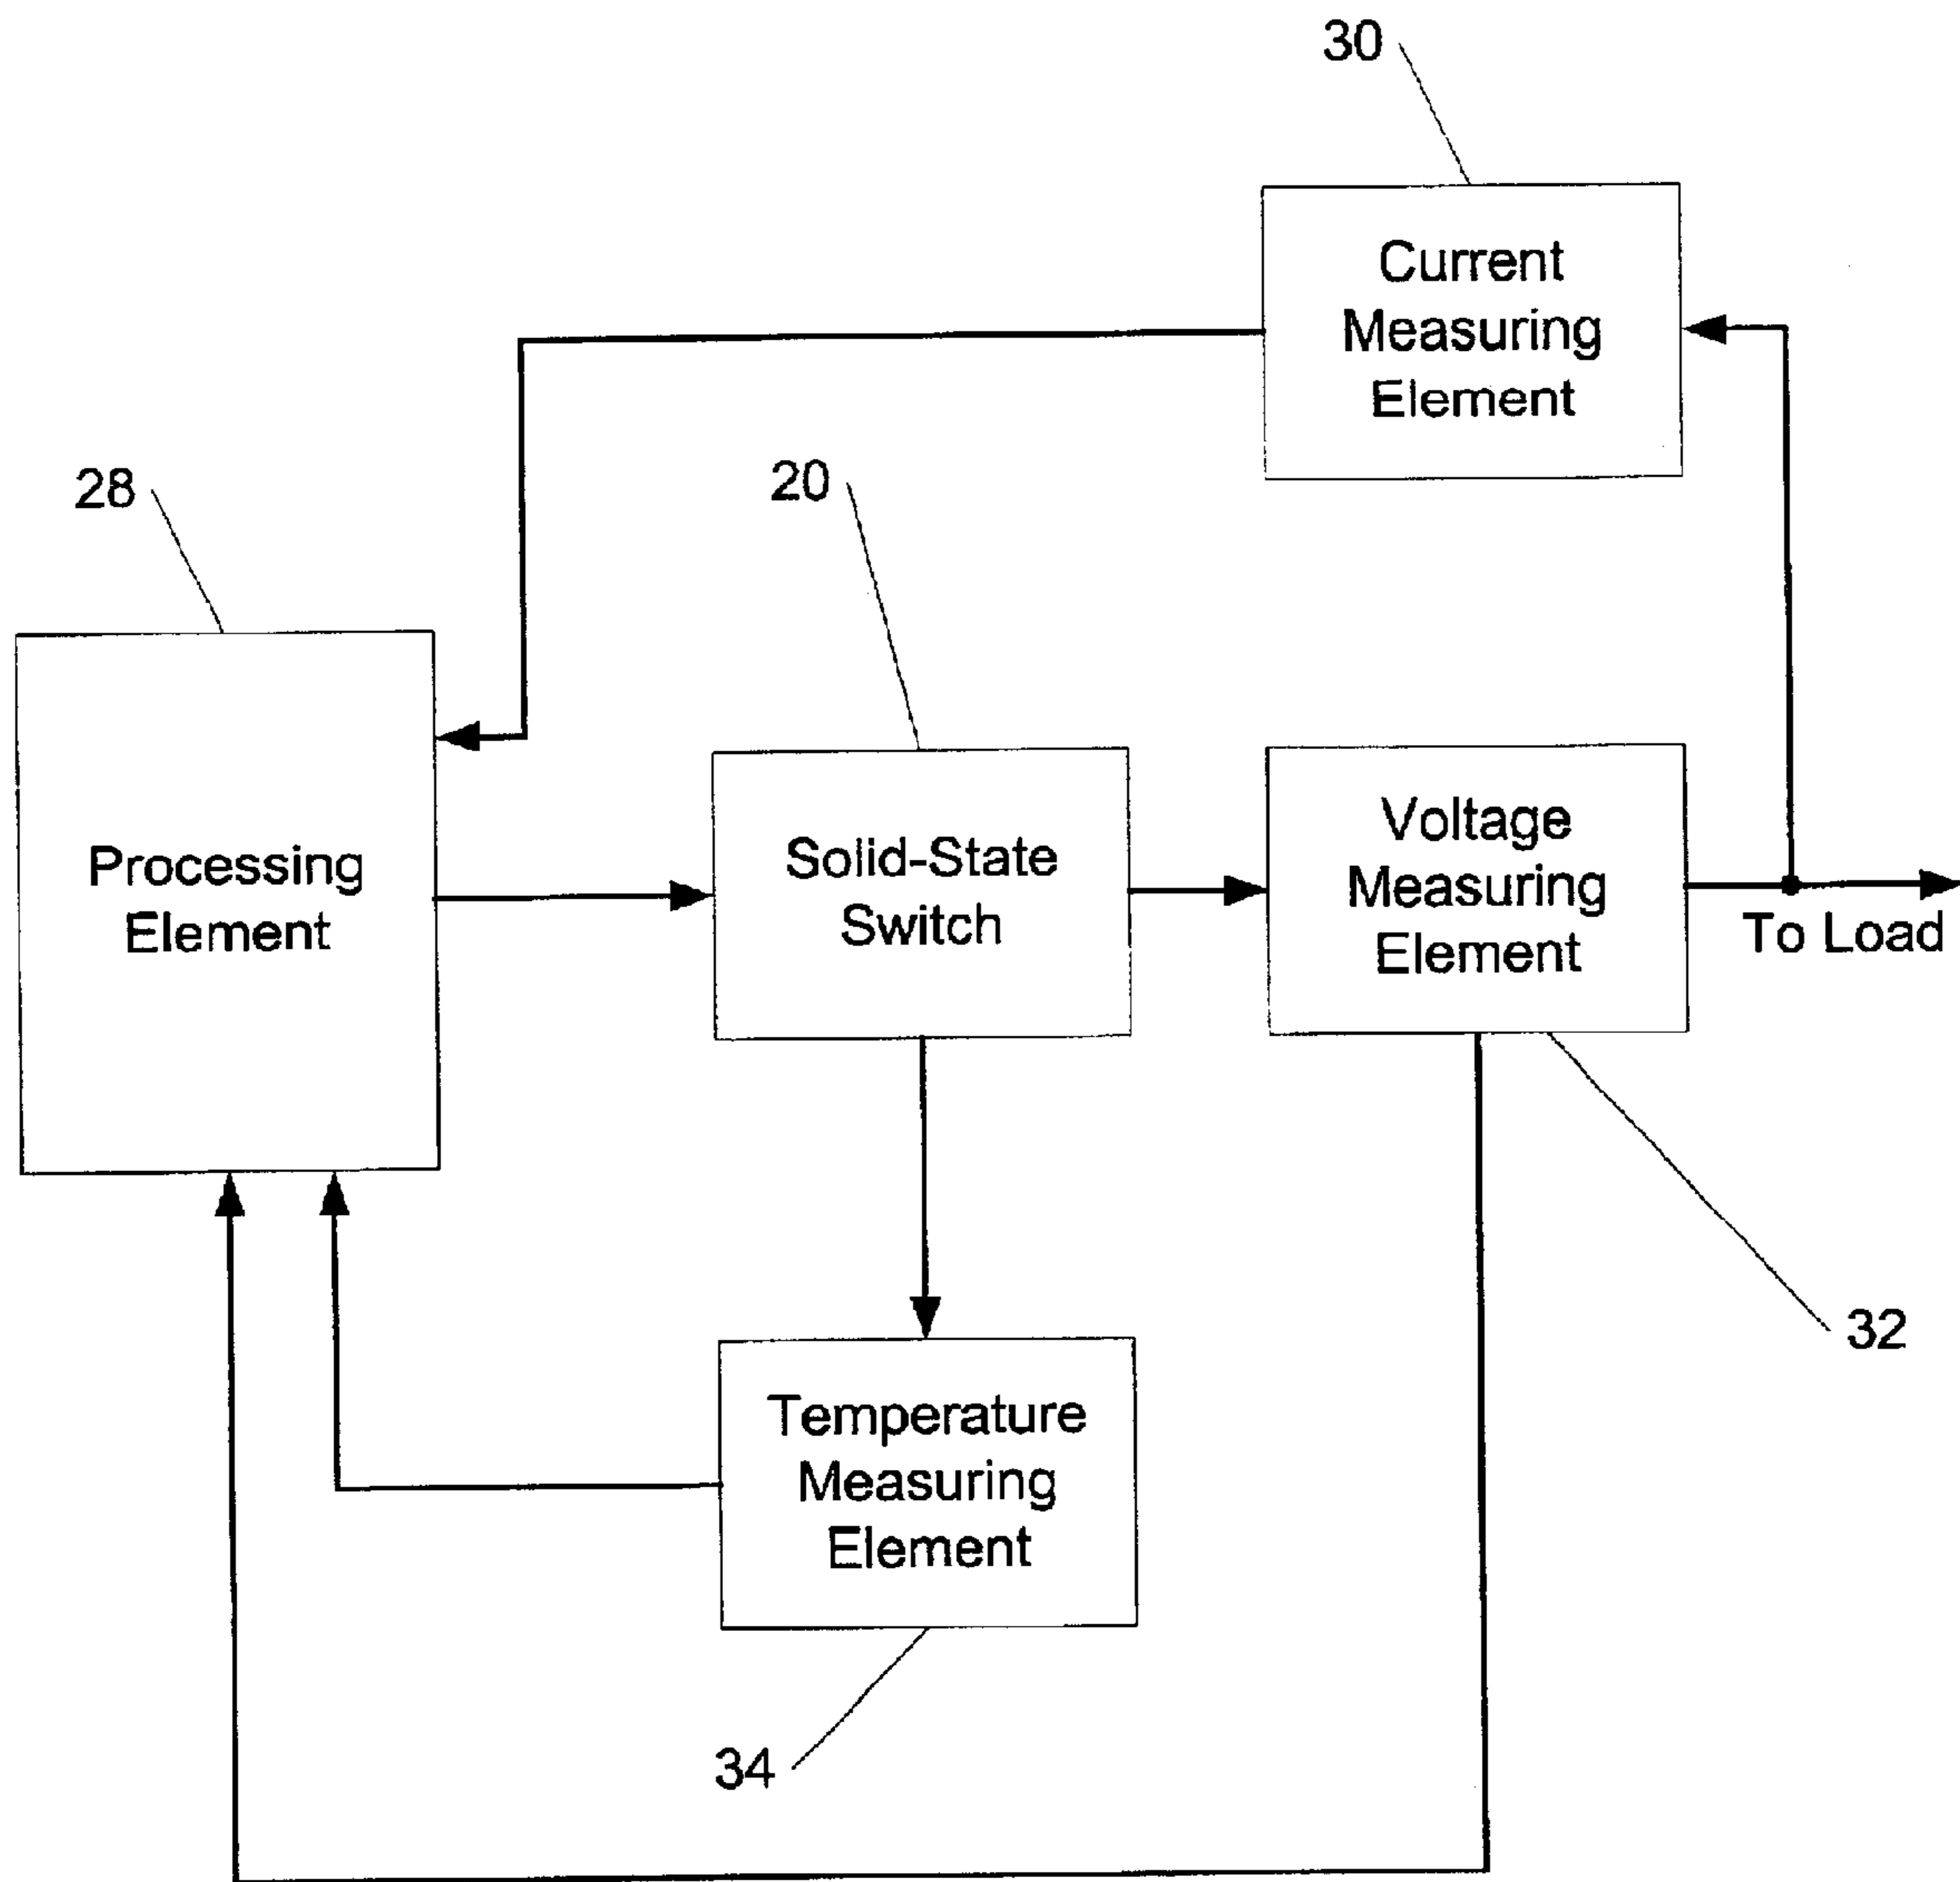 30
Current
Measuring
Element
28
20
Processing
Element
Solid-State
Switch
Voltage
Measuring
Element
To Load
32
Temperature
Measuring
Element
34